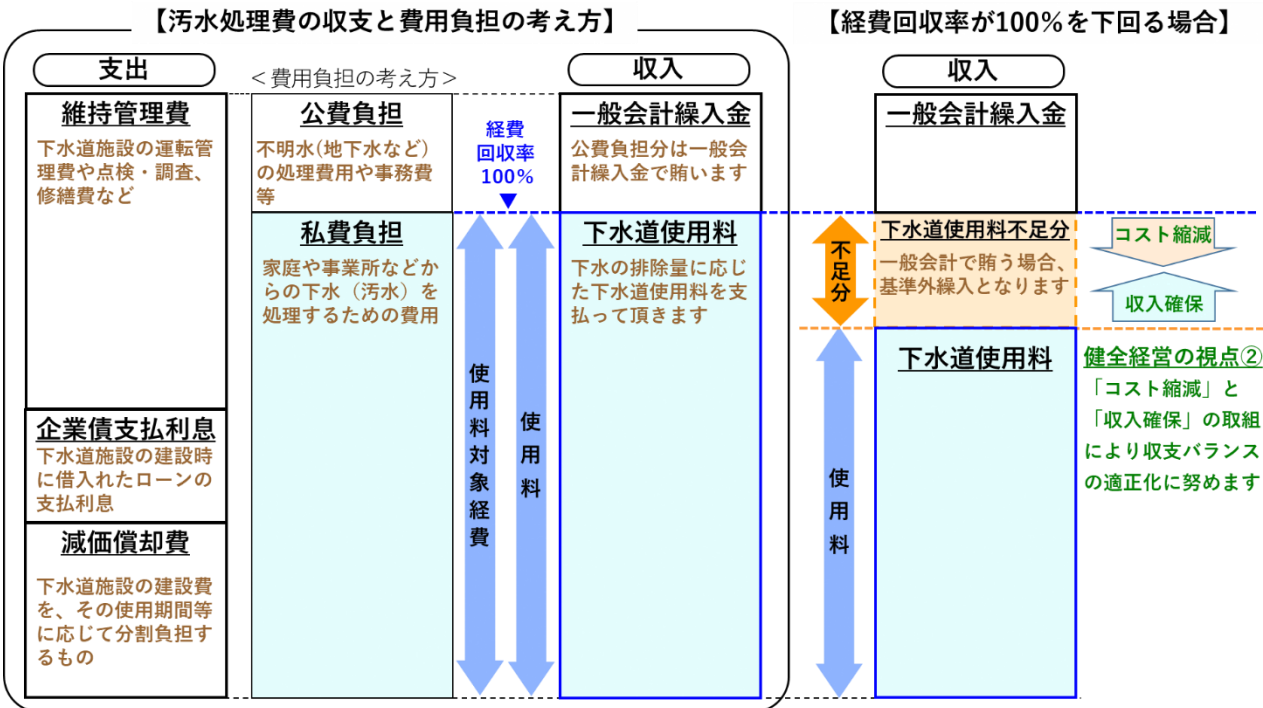 【汚水処理費の収支と費用負担の考え方】
支出
維持管理費
下水道施設の運転管
理費や点検・調査、
修繕費など
企業債支払利息
下水道施設の建設時
に借入れたローンの
支払利息
減価償却費
下水道施設の建設費
を、その使用期間等
に応じて分割負担す
るもの
＜費用負担の考え方＞
公費負担
不明水(地下水など)
の処理費用や事務費
等
私費負担
家庭や事業所などか
らの下水（汚水）を
処理するための費用
経費
回収率
100%
▼
使用料対象経費
使用料
収入
一般会計繰入金
公費負担分は一般会
計繰入金で賄います
下水道使用料
下水の排除量に応じ
た下水道使用料を支
払って頂きます
【経費回収率が100%を下回る場合】
収入
一般会計繰入金
不足分
下水道使用料不足分
一般会計で賄う場合、
基準外繰入となります
使用料
下水道使用料
コスト縮減
収入確保
健全経営の視点②
「コスト縮減」と
「収入確保」の取組
により収支バランス
の適正化に努めます